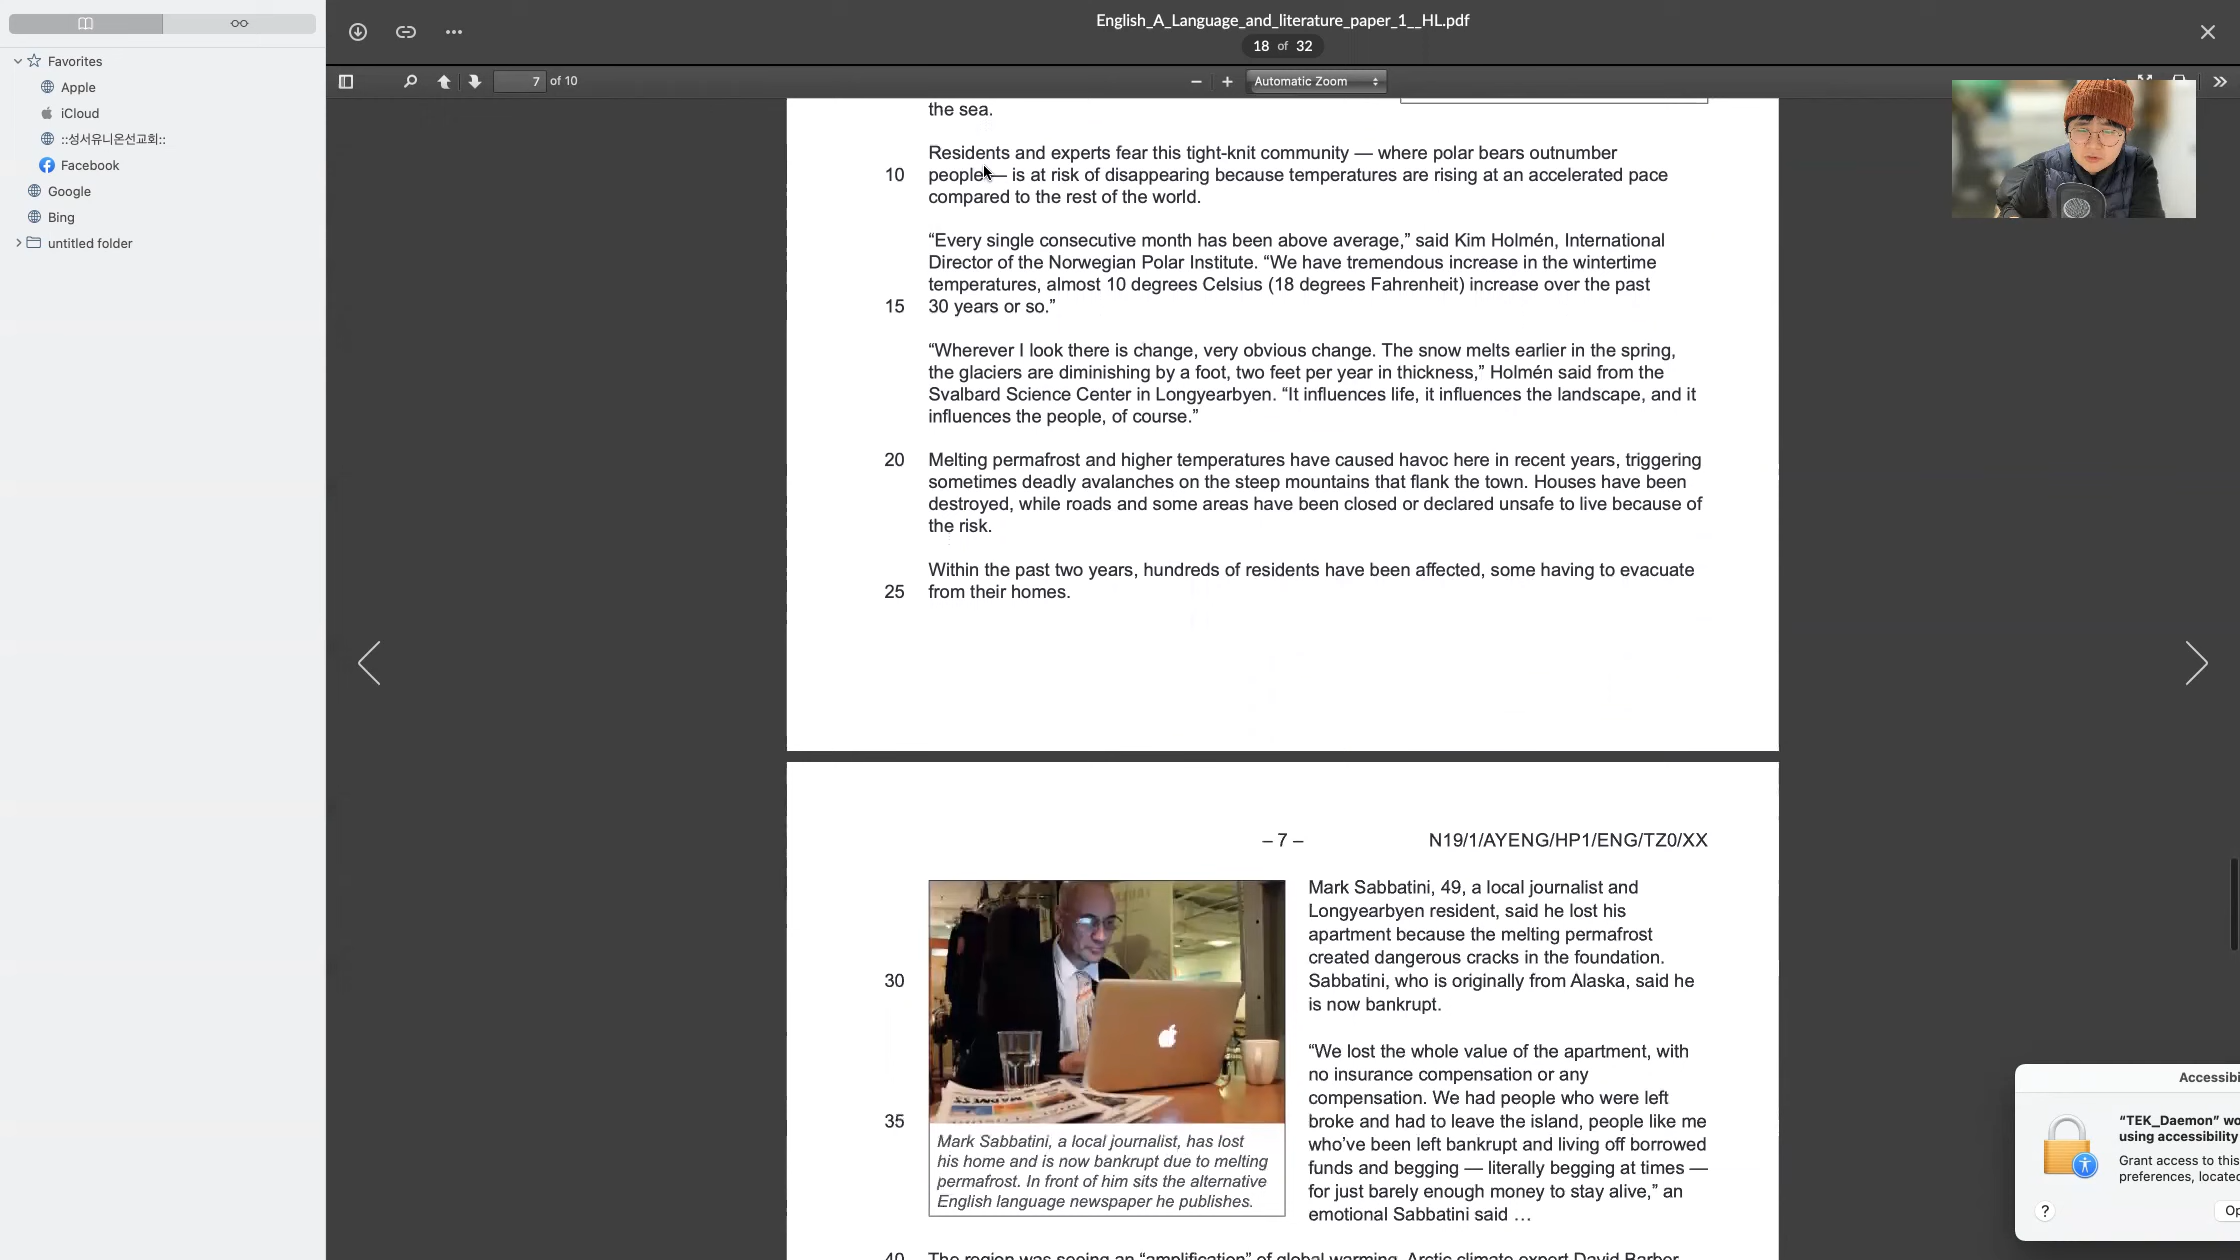 English_A_Language_and_literature_paper_1__HL.pdf
18 of 32
7 of 10
Automatic Zoom
Favorites
Apple
iCloud
::성서유니온선교회::
Facebook
Google
Bing
untitled folder
the sea.
Residents and experts fear this tight-knit community — where polar bears outnumber
10 people — is at risk of disappearing because temperatures are rising at an accelerated pace
compared to the rest of the world.
“Every single consecutive month has been above average,” said Kim Holmén, International
Director of the Norwegian Polar Institute. “We have tremendous increase in the wintertime
temperatures, almost 10 degrees Celsius (18 degrees Fahrenheit) increase over the past
15 30 years or so.”
“Wherever I look there is change, very obvious change. The snow melts earlier in the spring,
the glaciers are diminishing by a foot, two feet per year in thickness,” Holmén said from the
Svalbard Science Center in Longyearbyen. “It influences life, it influences the landscape, and it
influences the people, of course.”
20 Melting permafrost and higher temperatures have caused havoc here in recent years, triggering
sometimes deadly avalanches on the steep mountains that flank the town. Houses have been
destroyed, while roads and some areas have been closed or declared unsafe to live because of
the risk.
Within the past two years, hundreds of residents have been affected, some having to evacuate
25 from their homes.
– 7 –
N19/1/AYENG/HP1/ENG/TZ0/XX
Mark Sabbatini, 49, a local journalist and
Longyearbyen resident, said he lost his
apartment because the melting permafrost
created dangerous cracks in the foundation.
30 Sabbatini, who is originally from Alaska, said he
is now bankrupt.
“We lost the whole value of the apartment, with
no insurance compensation or any
compensation. We had people who were left
35 broke and had to leave the island, people like me
who’ve been left bankrupt and living off borrowed
funds and begging — literally begging at times —
for just barely enough money to stay alive,” an
emotional Sabbatini said …
MADNESS
Mark Sabbatini, a local journalist, has lost
his home and is now bankrupt due to melting
permafrost. In front of him sits the alternative
English language newspaper he publishes.
40 The region was seeing an “amplification” of global warming, Arctic climate expert David Barber
Accessibi
“TEK_Daemon” wo
using accessibility
Grant access to this
preferences, locate
?
Op